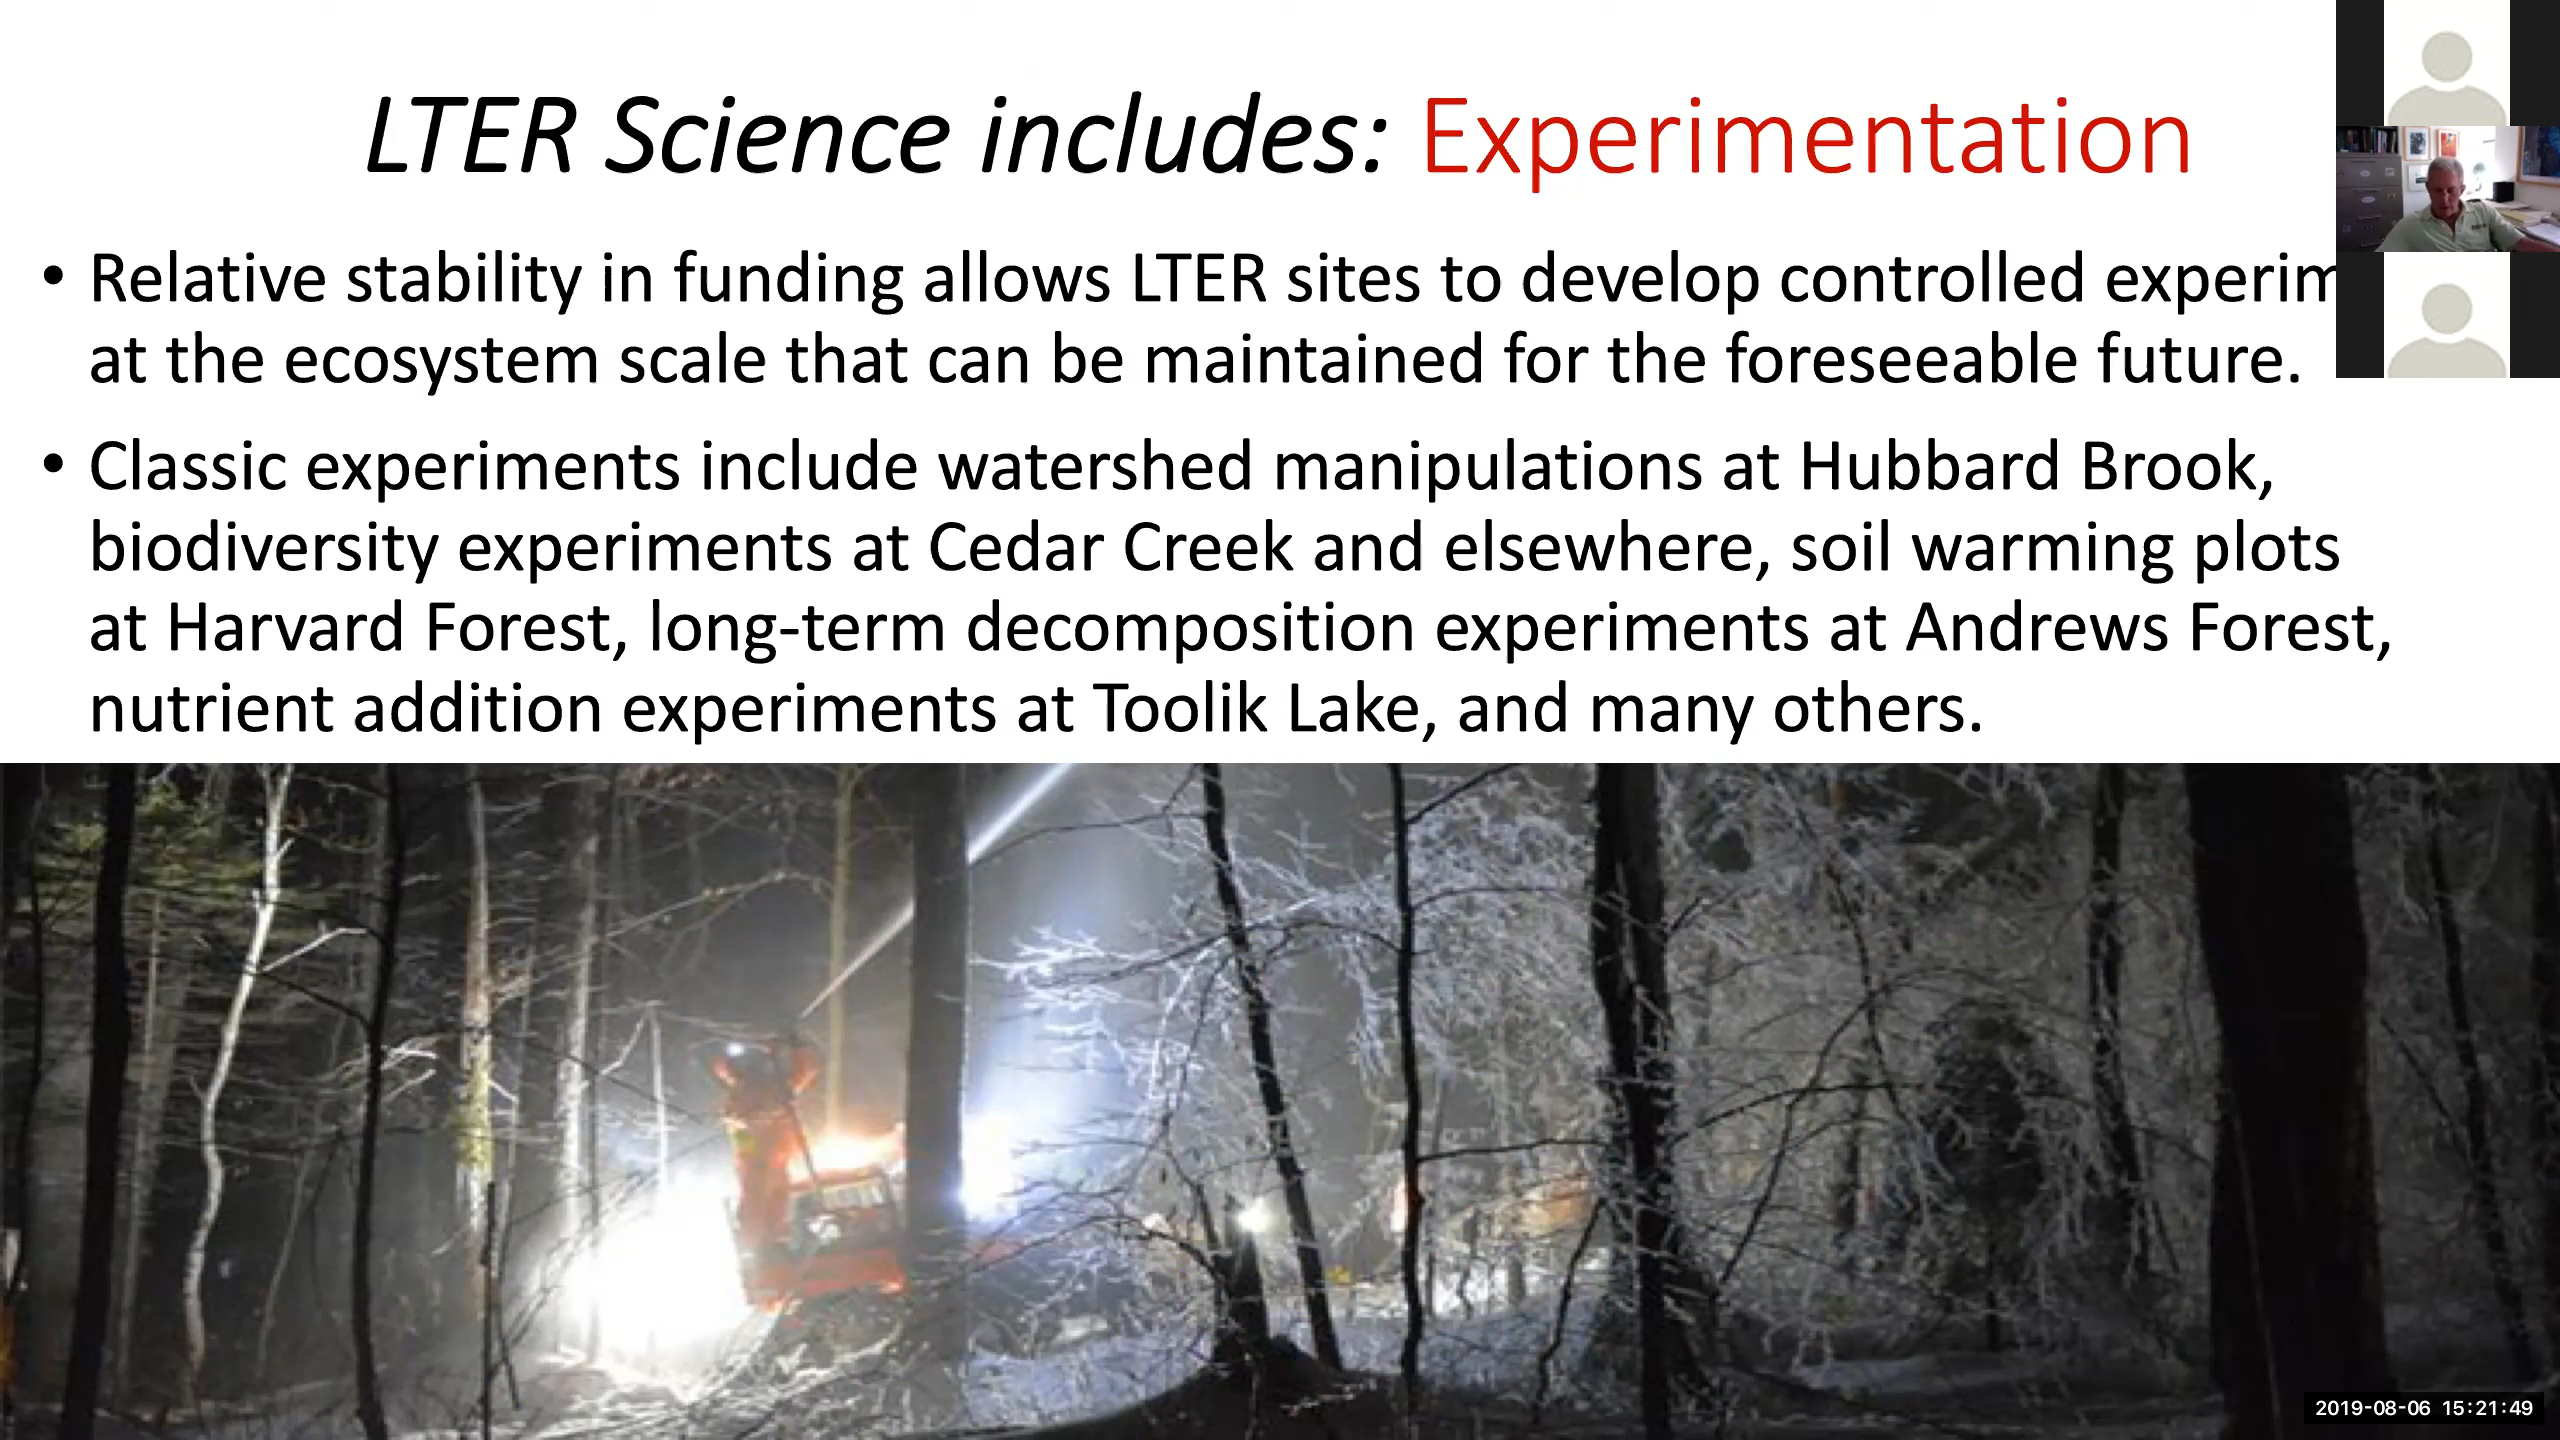 LTER Science includes: Experimentation
• Relative stability in funding allows LTER sites to develop controlled
at the ecosystem scale that can be maintained for the foreseeable future.
• Classic experiments include watershed manipulations at Hubbard Brook,
biodiversity experiments at Cedar Creek and elsewhere, soil warming plots
at Harvard Forest, long-term decomposition experiments at Andrews Forest,
nutrient addition experiments at Toolik Lake, and many others.
2019-08-06 15:21:49